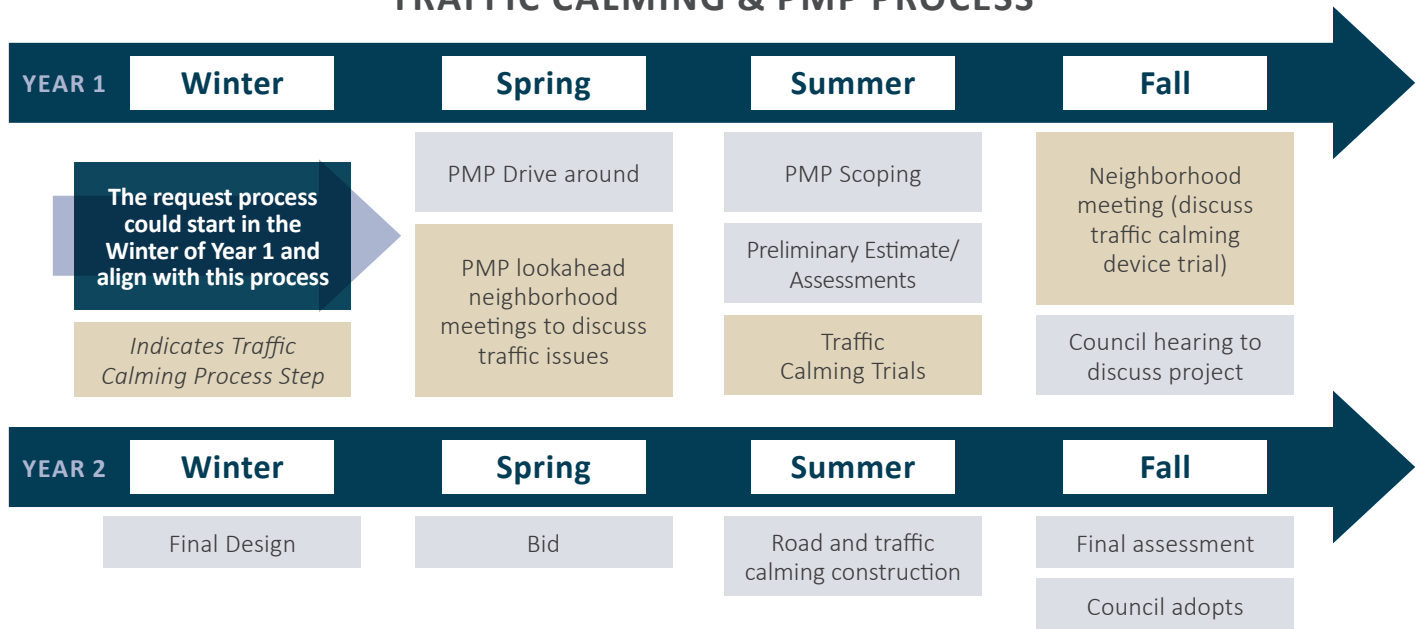 TRAFFIC CALMING & PMP PROCESS
YEAR 1
Winter
Spring
Summer
Fall
The request process
could start in the
Winter of Year 1 and
align with this process
Indicates Traffic
Calming Process Step
PMP Drive around
PMP lookahead
neighborhood
meetings to discuss
traffic issues
PMP Scoping
Preliminary Estimate/
Assessments
Traffic
Calming Trials
Neighborhood
meeting (discuss
traffic calming
device trial)
Council hearing to
discuss project
YEAR 2
Winter
Spring
Summer
Fall
Final Design
Bid
Road and traffic
calming construction
Final assessment
Council adopts